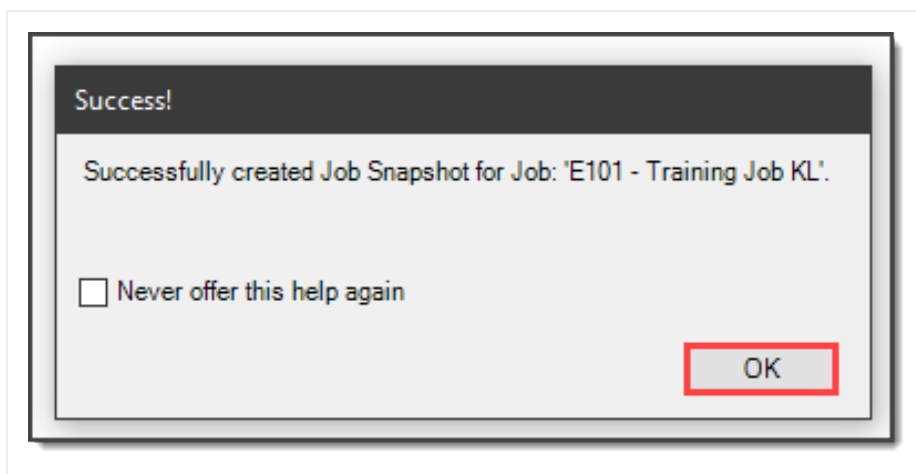 Success!
Successfully created Job Snapshot for Job: 'E101 - Training Job KL'.
Never offer this help again
OK